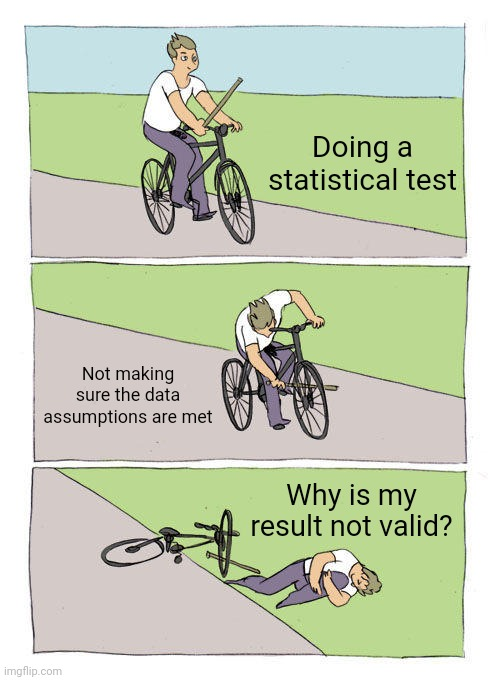 Doing a
statistical test
Not making
sure the data
assumptions are met
Why is my
result not valid?
imgflip.com